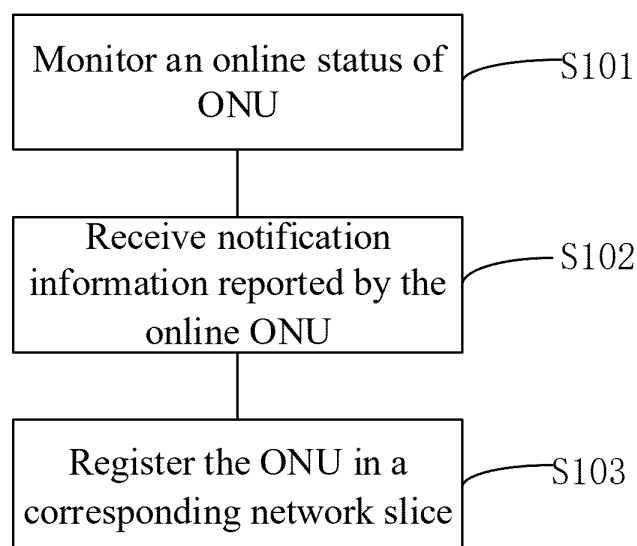 Monitor an online status of
ONU
S101
Receive notification
information reported by the
online ONU
S102
Register the ONU in a
corresponding network slice
S103